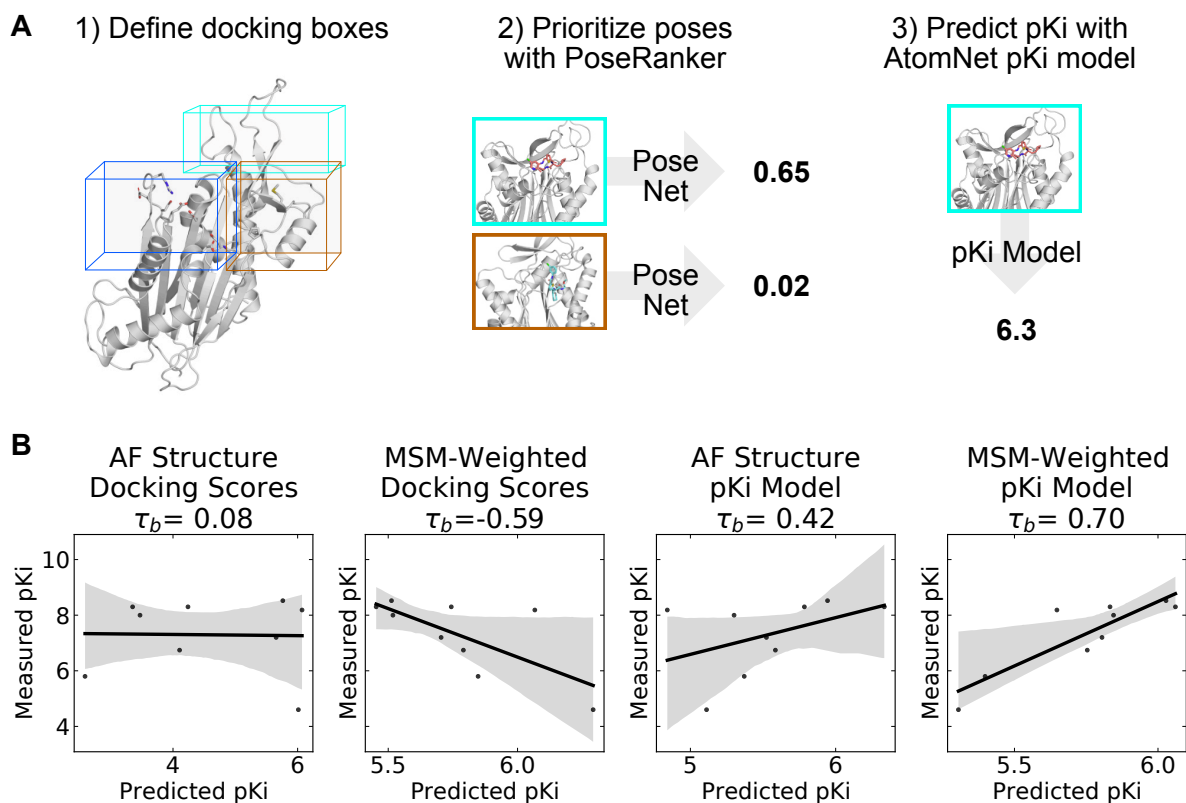 A
1) Define docking boxes
2) Prioritize poses
with PoseRanker
3) Predict pKi with
AtomNet pKi model
Pose
Net
0.65
Pose
Net
0.02
pKi Model
6.3
B
AF Structure
Docking Scores
τb= 0.08
MSM-Weighted
Docking Scores
τb=-0.59
AF Structure
pKi Model
τb= 0.42
MSM-Weighted
pKi Model
τb= 0.70
Measured pKi
10
8
6
4
4
6
Predicted pKi
Measured pKi
5.5
6.0
Predicted pKi
Measured pKi
5
6
Predicted pKi
Measured pKi
5.5
6.0
Predicted pKi